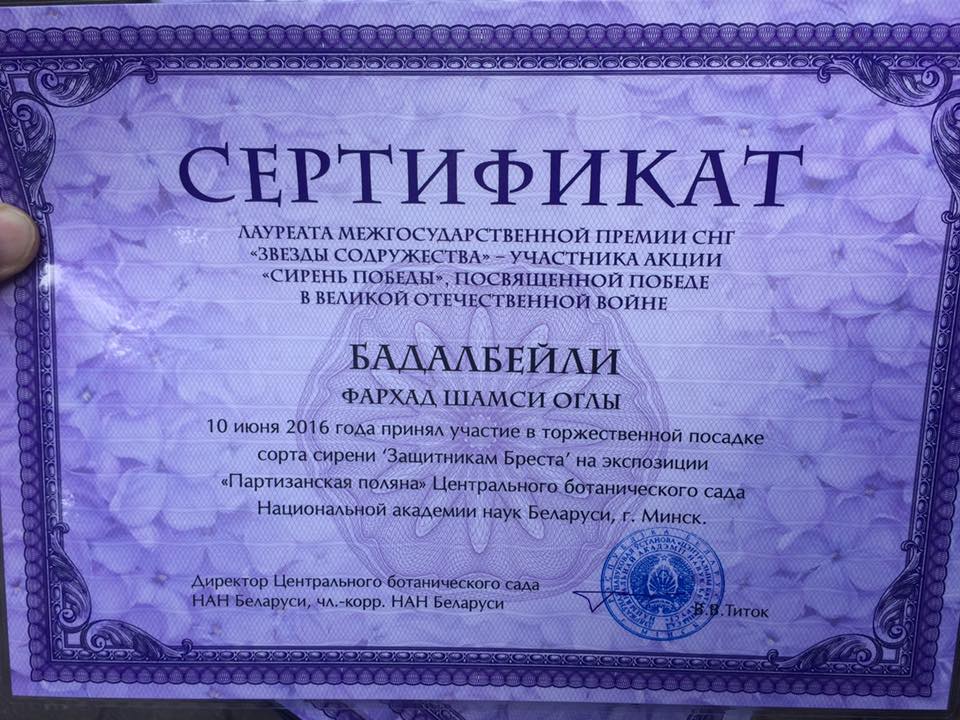 СЕРТИФИКАТ
ЛАУРЕАТА МЕЖГОСУДАРСТВЕННОЙ ПРЕМИИ СНГ
«ЗВЕЗДЫ СОДРУЖЕСТВА» – УЧАСТНИКА АКЦИИ
«СИРЕНЬ ПОБЕДЫ», ПОСВЯЩЕННОЙ ПОБЕДЕ
В ВЕЛИКОЙ ОТЕЧЕСТВЕННОЙ ВОЙНЕ
БАДАЛБЕЙЛИ
ФАРХАД ШАМСИ ОГЛЫ
10 июня 2016 года принял участие в торжественной посадке
сорта сирени ‘Защитникам Бреста’ на экспозиции
«Партизанская поляна» Центрального ботанического сада
Национальной академии наук Беларуси, г. Минск.
Директор Центрального ботанического сада
НАН Беларуси, чл.-корр. НАН Беларуси
В.В.Титок